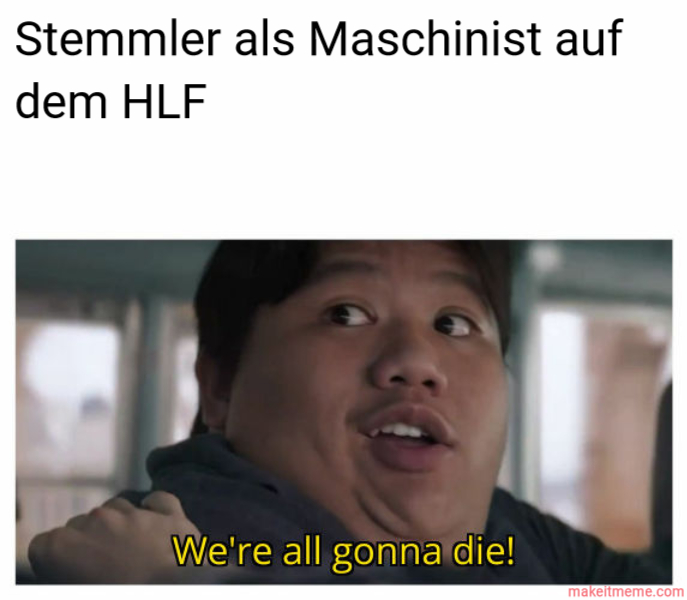 Stemmler als Maschinist auf
dem HLF
We're all gonna die!
makeitmeme.com